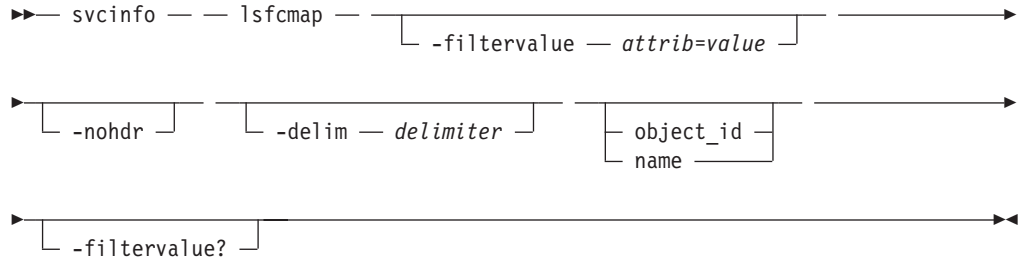 svcinfo lsfcmap
-filtervalue attrib=value
-nohdr -delim delimiter object_id
name
-filtervalue?